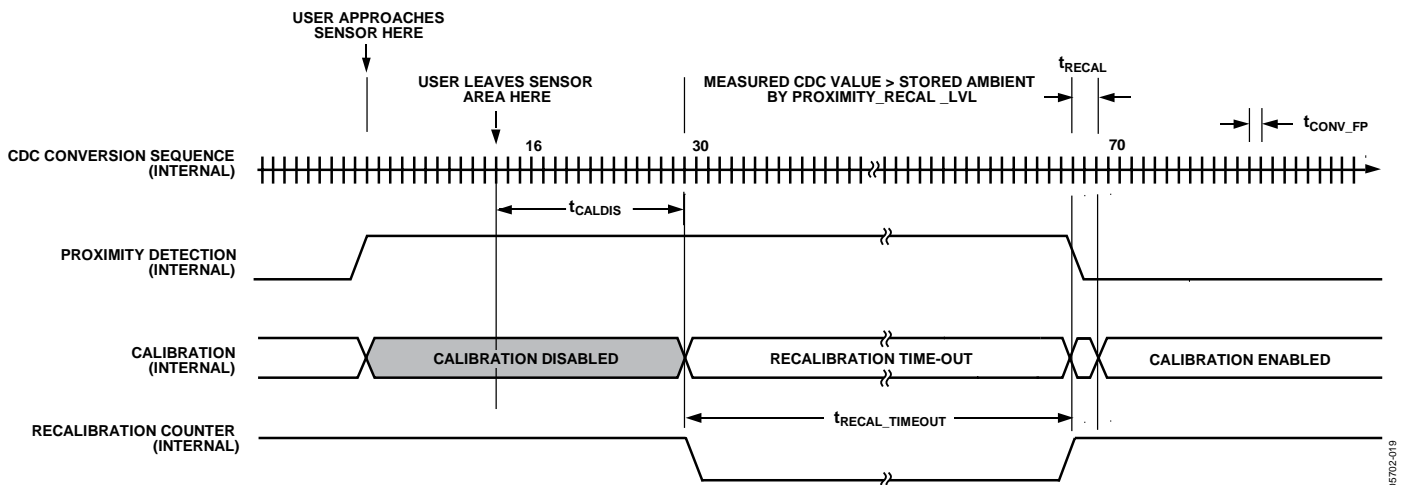 USER APPROACHES
SENSOR HERE
USER LEAVES SENSOR
AREA HERE
MEASURED CDC VALUE > STORED AMBIENT
BY PROXIMITY_RECAL _LVL
tRECAL
tCONV_FP
CDC CONVERSION SEQUENCE
(INTERNAL)
16
30
70
tCALDIS
PROXIMITY DETECTION
(INTERNAL)
CALIBRATION
(INTERNAL)
CALIBRATION DISABLED
RECALIBRATION TIME-OUT
CALIBRATION ENABLED
tRECAL_TIMEOUT
RECALIBRATION COUNTER
(INTERNAL)
05702-019